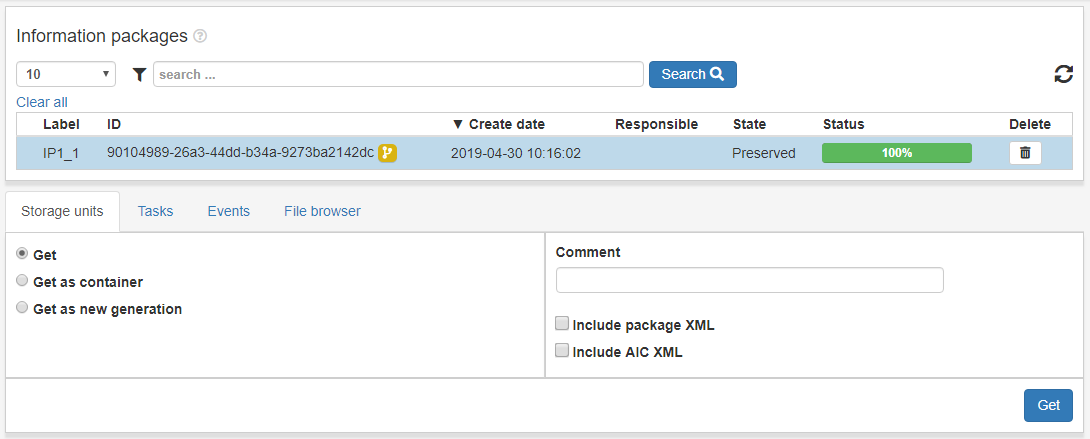 Information packages ?
10 ▼ search ... Search
Clear all
Label ID ▼ Create date Responsible State Status Delete
IP1_1 90104989-26a3-44dd-b34a-9273ba2142dc 2019-04-30 10:16:02 Preserved 100%
Storage units Tasks Events File browser
Get Comment
Get as container
Get as new generation
Include package XML
Include AIC XML
Get